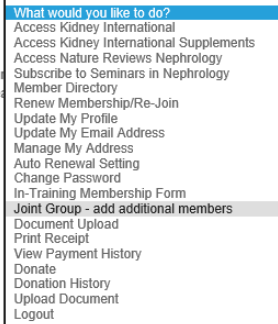 What would you like to do?
Access Kidney International
Access Kidney International Supplements
Access Nature Reviews Nephrology
Subscribe to Seminars in Nephrology
Member Directory
Renew Membership/Re-Join
Update My Profile
Update My Email Address
Manage My Address
Auto Renewal Setting
Change Password
In-Training Membership Form
Joint Group - add additional members
Document Upload
Print Receipt
View Payment History
Donate
Donation History
Upload Document
Logout